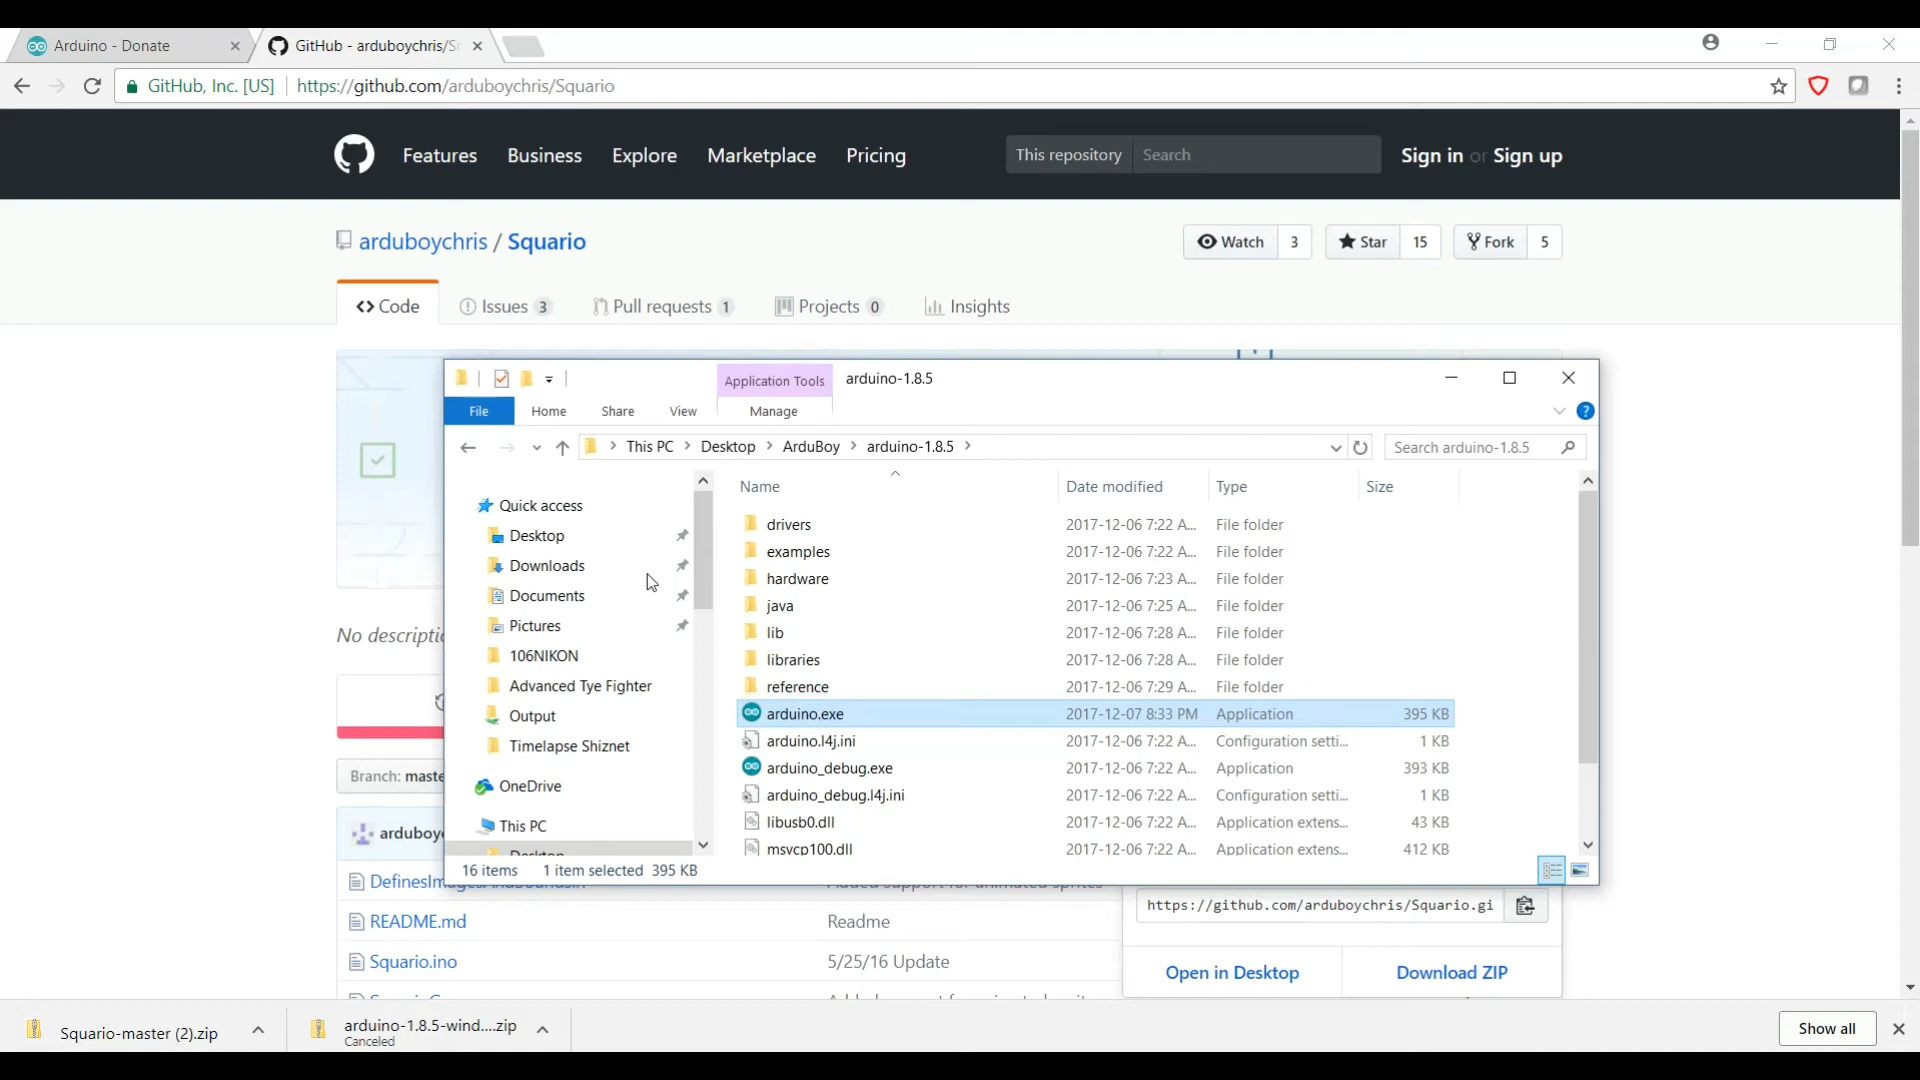 Arduino - Donate
GitHub - arduboychris/S
GitHub, Inc. [US]
https://github.com/arduboychris/Squario
Features Business Explore Marketplace Pricing
This repository Search
Sign in or Sign up
arduboychris / Squario
Watch 3
Star 15
Fork 5
Code
Issues 3
Pull requests 1
Projects 0
Insights
Application Tools
arduino-1.8.5
File Home Share View Manage
This PC Desktop ArduBoy arduino-1.8.5
Search arduino-1.8.5
Name Date modified Type Size
Quick access
Desktop
Downloads
Documents
Pictures
106NIKON
Advanced Tye Fighter
Output
Timelapse Shiznet
OneDrive
This PC
Desktop
drivers 2017-12-06 7:22 A... File folder
examples 2017-12-06 7:22 A... File folder
hardware 2017-12-06 7:23 A... File folder
java 2017-12-06 7:25 A... File folder
lib 2017-12-06 7:28 A... File folder
libraries 2017-12-06 7:28 A... File folder
reference 2017-12-06 7:29 A... File folder
arduino.exe 2017-12-07 8:33 PM Application 395 KB
arduino.l4j.ini 2017-12-06 7:22 A... Configuration setti... 1 KB
arduino_debug.exe 2017-12-06 7:22 A... Application 393 KB
arduino_debug.l4j.ini 2017-12-06 7:22 A... Configuration setti... 1 KB
libusb0.dll 2017-12-06 7:22 A... Application extens... 43 KB
msvcp100.dll 2017-12-06 7:22 A... Application extens... 412 KB
16 items 1 item selected 395 KB
No descripti
Branch: maste
arduboy
Added support for animated sprites
README.md Readme
Squario.ino 5/25/16 Update
https://github.com/arduboychris/Squario.gi
Open in Desktop
Download ZIP
Squario-master (2).zip
arduino-1.8.5-wind....zip
Canceled
Show all